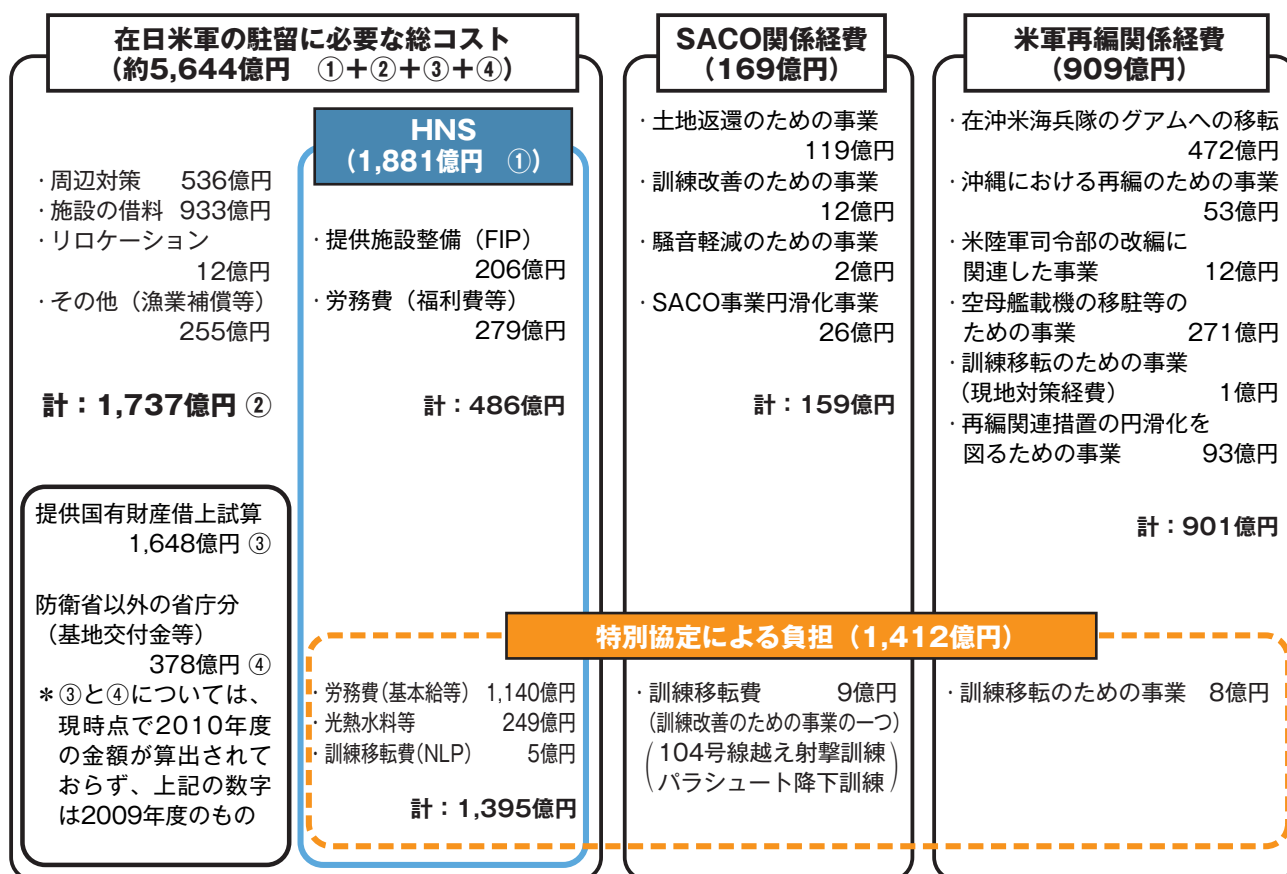 在日米軍の駐留に必要な総コスト
(約5,644億円 ①+②+③+④)
・周辺対策 536億円
・施設の借料 933億円
・リロケーション
12億円
・その他(漁業補償等)
255億円
計:1,737億円 ②
提供国有財産借上試算
1,648億円 ③
防衛省以外の省庁分
(基地交付金等)
378億円 ④
*③と④については、
現時点で2010年度
の金額が算出されて
おらず、上記の数字
は2009年度のもの
HNS
(1,881億円 ①)
・提供施設整備(FIP)
206億円
・労務費(福利費等)
279億円
計:486億円
SACO関係経費
(169億円)
・土地返還のための事業
119億円
・訓練改善のための事業
12億円
・騒音軽減のための事業
2億円
・SACO事業円滑化事業
26億円
計:159億円
米軍再編関係経費
(909億円)
・在沖米海兵隊のグアムへの移転
472億円
・沖縄における再編のための事業
53億円
・米陸軍司令部の改編に
関連した事業 12億円
・空母艦載機の移駐等の
ための事業 271億円
・訓練移転のための事業
(現地対策経費) 1億円
・再編関連措置の円滑化を
図るための事業 93億円
計:901億円
特別協定による負担(1,412億円)
・労務費(基本給等) 1,140億円
・光熱水料等 249億円
・訓練移転費(NLP) 5億円
計:1,395億円
・訓練移転費 9億円
(訓練改善のための事業の一つ)
(104号線越え射撃訓練
パラシュート降下訓練)
・訓練移転のための事業 8億円